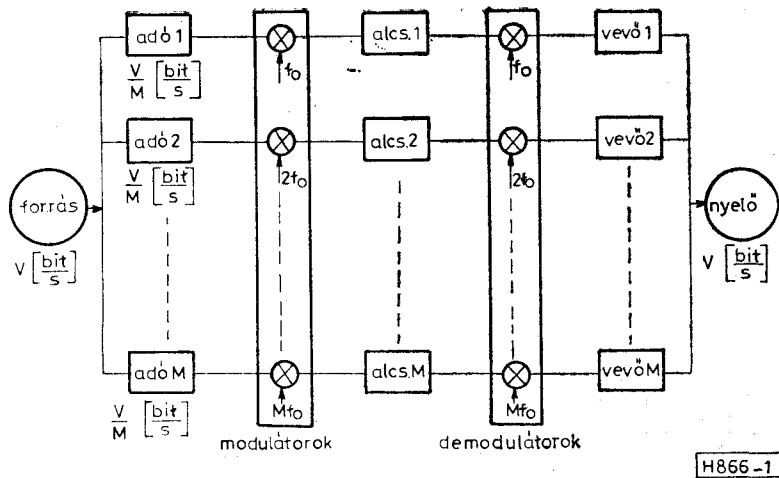 adó 1
alcs.1
vevő 1
V/M [bit/s]
f₀
f₀
adó 2
alcs.2
vevő2
V/M [bit/s]
2f₀
2f₀
forrás
nyelő
V [bit/s]
V [bit/s]
adó M
alcs.M
vevőM
V/M [bit/s]
Mf₀
Mf₀
modulátorok
demodulátorok
H866-1